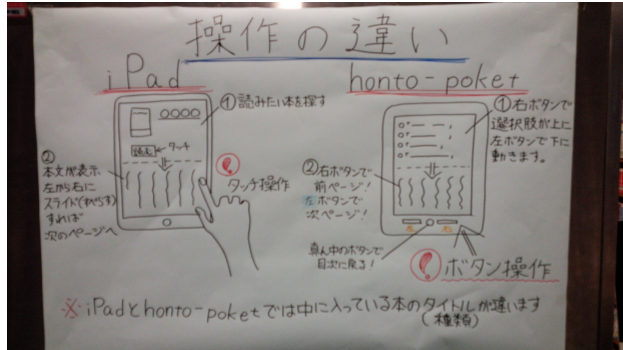 操作の違い
iPad
①読みたい本を探す
読む
←タッチ
タッチ操作
②
本文が表示
左から右に
スライド(ずらす)
すれば
次のページへ
honto-poket
①右ボタンで
選択肢が上に
左ボタンで下に
動きます。
②右ボタンで
前ページ!
左ボタンで
次ページ!
真ん中のボタンで
目次に戻る!
ボタン操作
※iPadとhonto-poketでは中に入っている本のタイトルが違います
(種類)